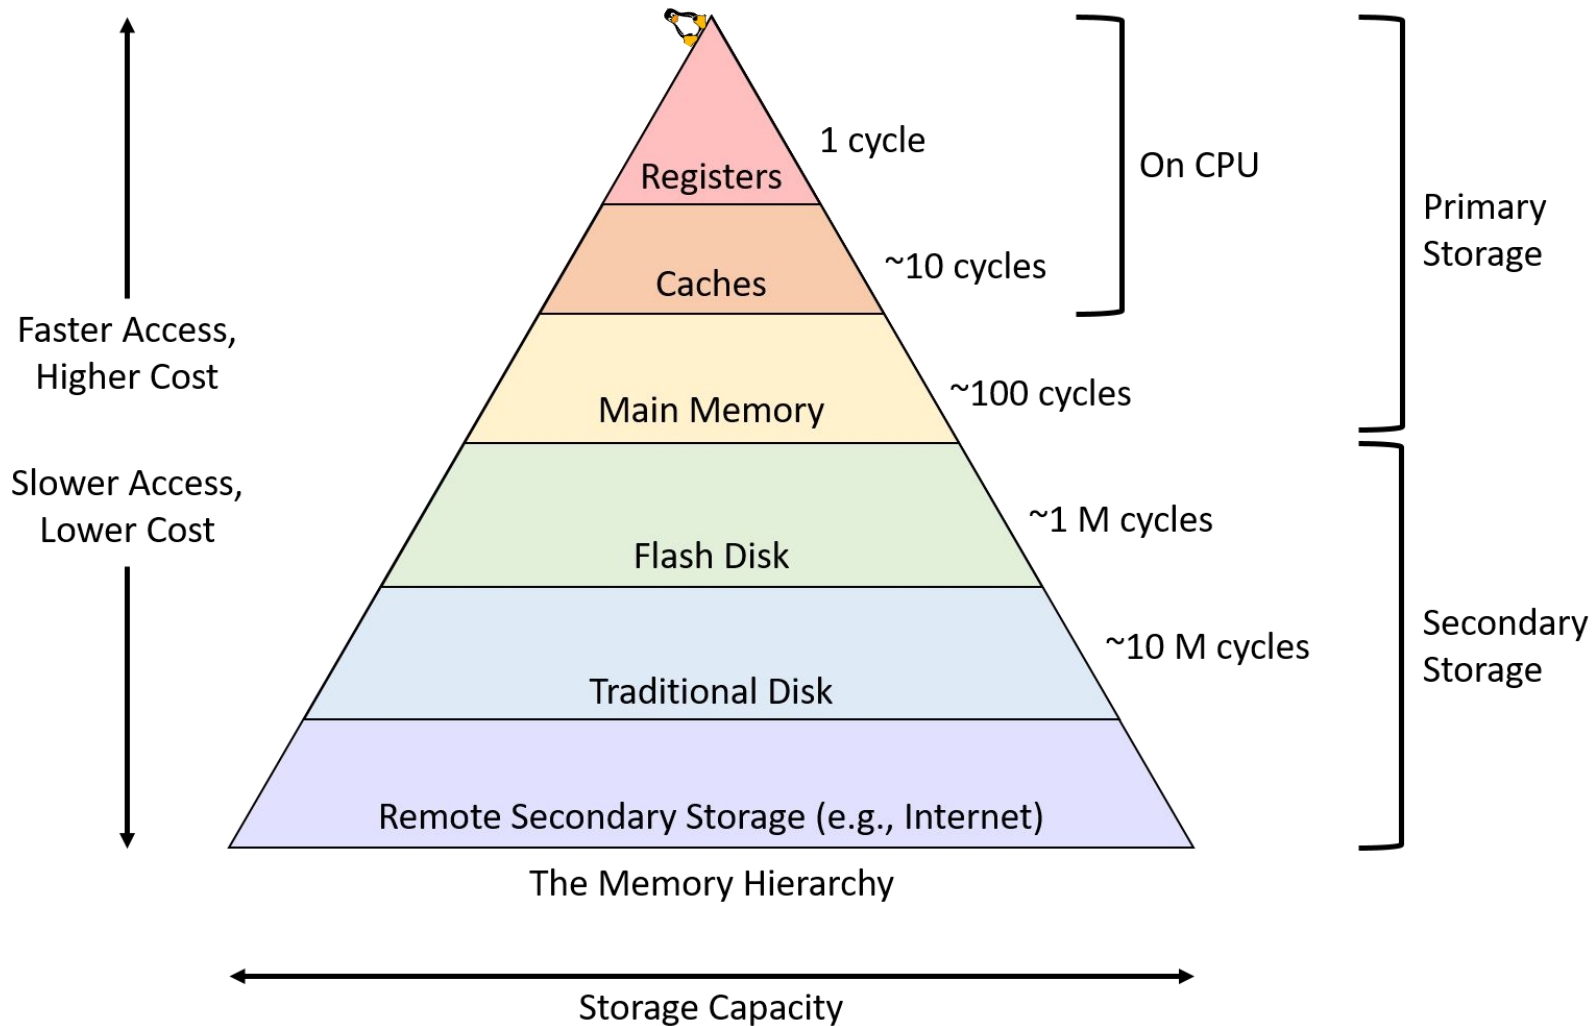 1 cycle
On CPU
Registers
Primary
Storage
~10 cycles
Caches
Faster Access,
Higher Cost
~100 cycles
Main Memory
Slower Access,
Lower Cost
~1 M cycles
Flash Disk
Secondary
Storage
~10 M cycles
Traditional Disk
Remote Secondary Storage (e.g., Internet)
The Memory Hierarchy
Storage Capacity